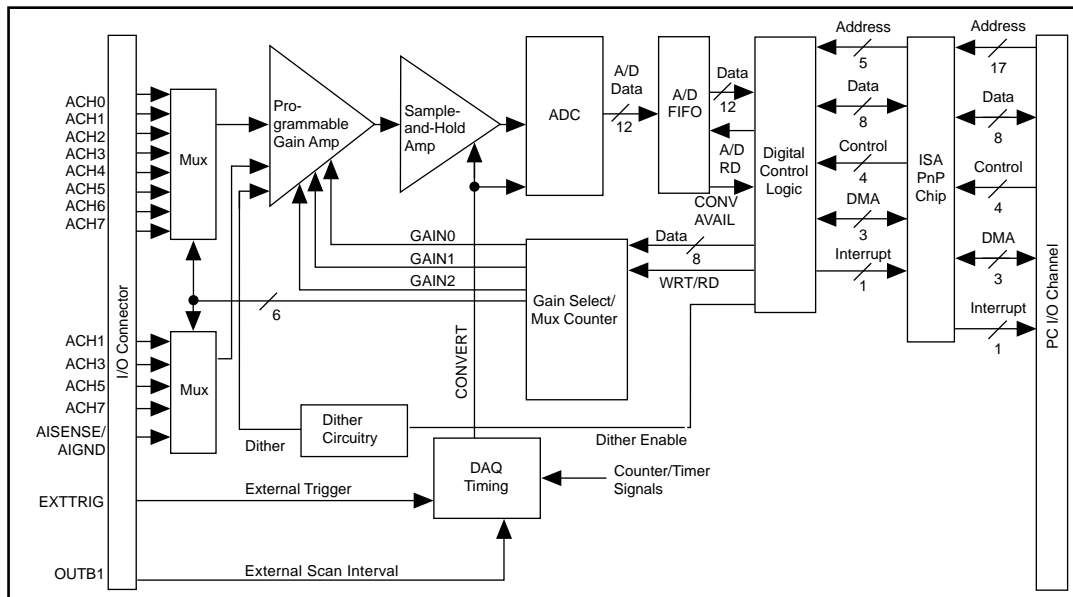 ACH0
ACH1
ACH2
ACH3
ACH4
ACH5
ACH6
ACH7
Mux
I/O Connector
ACH1
ACH3
ACH5
ACH7
AISENSE/
AIGND
Mux
EXTTRIG
OUTB1
Pro-
grammable
Gain Amp
Sample-
and-Hold
Amp
ADC
A/D
Data
12
A/D
FIFO
Data
12
A/D
RD
CONV
AVAIL
Digital
Control
Logic
Address
5
Data
8
Control
4
DMA
3
Interrupt
1
ISA
PnP
Chip
Address
17
Data
8
Control
4
DMA
3
Interrupt
1
PC I/O Channel
GAIN0
GAIN1
GAIN2
6
Data
8
WRT/RD
Gain Select/
Mux Counter
CONVERT
Dither
Dither
Circuitry
Dither Enable
DAQ
Timing
Counter/Timer
Signals
External Trigger
External Scan Interval